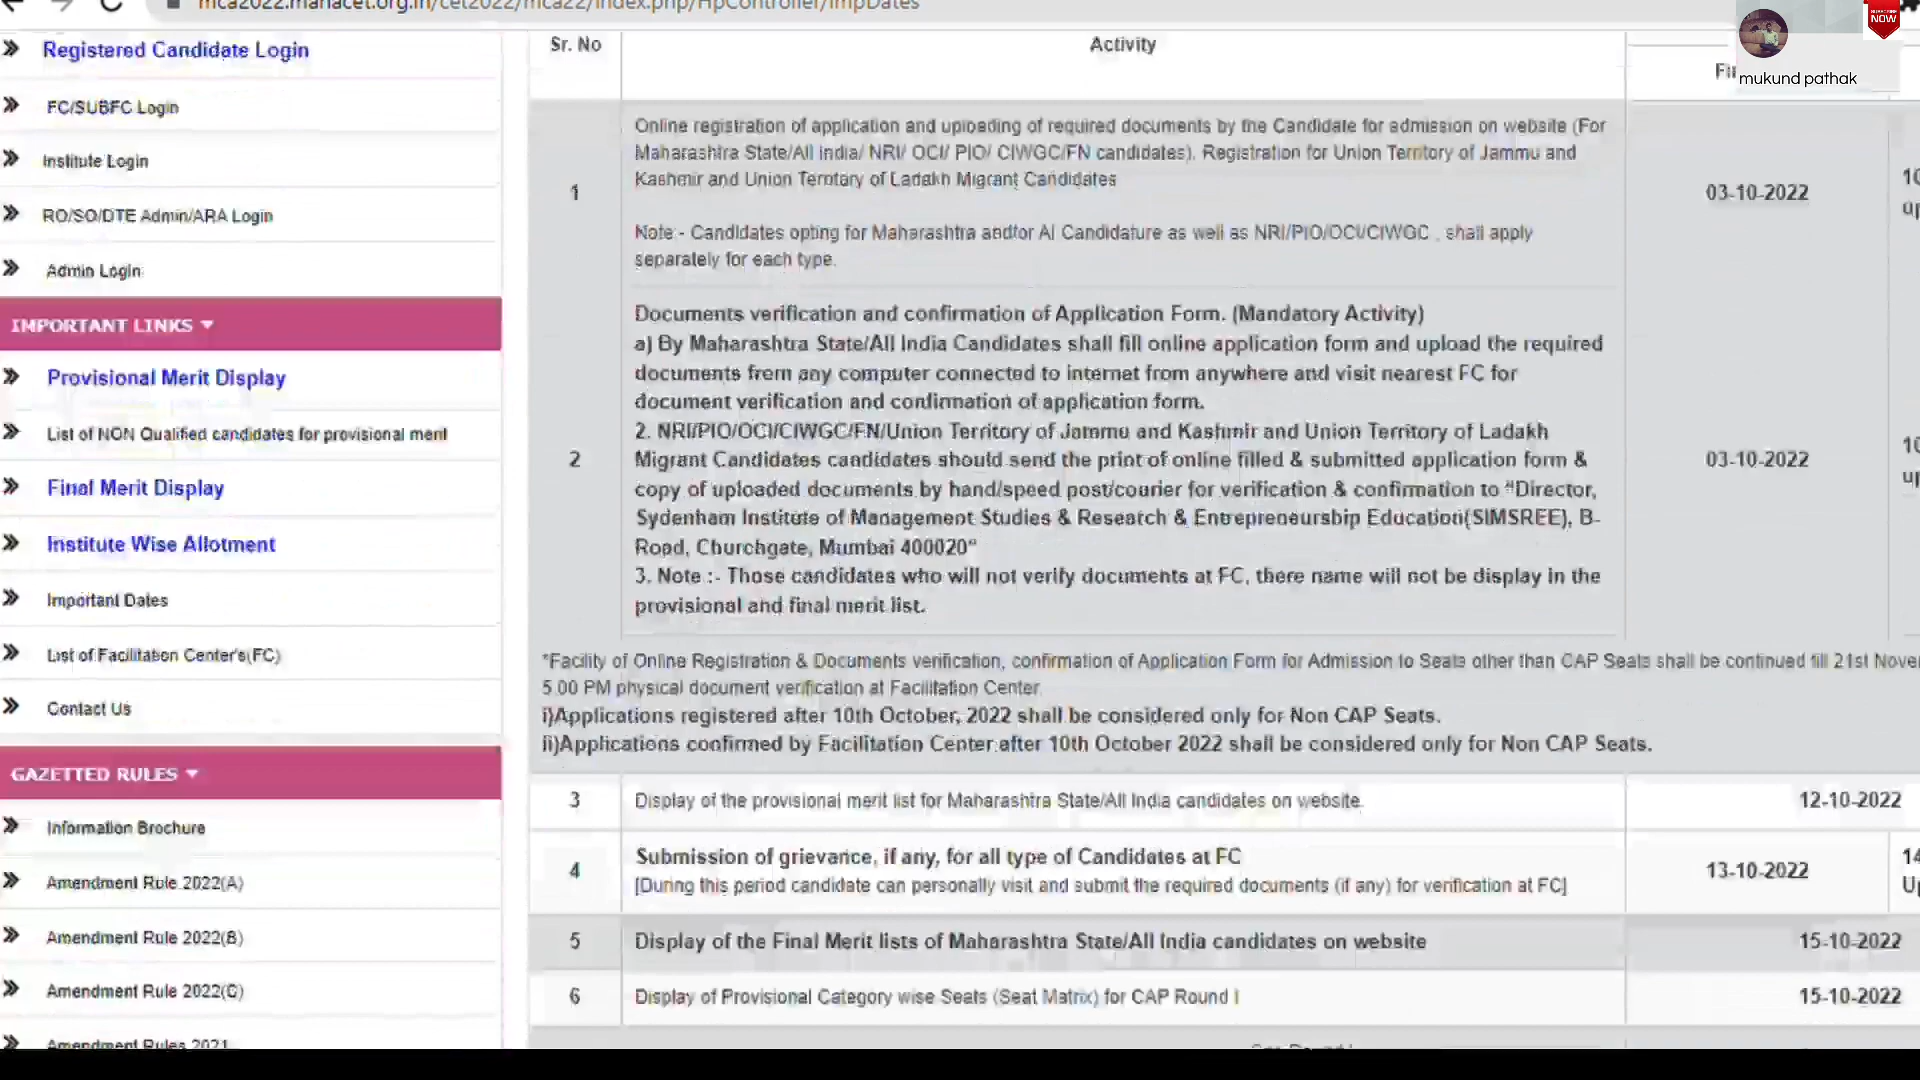 mca2022.mahacet.org.in/cet2022/mca22/index.php/HpController/ImpDates
SUBSCRIBE
NOW
mukund pathak
Registered Candidate Login
FC/SUBFC Login
Institute Login
RO/SO/DTE Admin/ARA Login
Admin Login
IMPORTANT LINKS
Provisional Merit Display
List of NON Qualified candidates for provisional merit
Final Merit Display
Institute Wise Allotment
Important Dates
List of Facilitation Center's(FC)
Contact Us
GAZETTED RULES
Information Brochure
Amendment Rule 2022(A)
Amendment Rule 2022(B)
Amendment Rule 2022(C)
Amendment Rules 2021
Sr. No Activity
1
Online registration of application and uploading of required documents by the Candidate for admission on website (For
Maharashtra State/All India/ NRI/ OCI/ PIO/ CIWGC/FN candidates). Registration for Union Territory of Jammu and
Kashmir and Union Territory of Ladakh Migrant Candidates
Note:- Candidates opting for Maharashtra and/or AI Candidature as well as NRI/PIO/OCI/CIWGC , shall apply
separately for each type.
03-10-2022
2
Documents verification and confirmation of Application Form. (Mandatory Activity)
a) By Maharashtra State/All India Candidates shall fill online application form and upload the required
documents from any computer connected to internet from anywhere and visit nearest FC for
document verification and confirmation of application form.
2. NRI/PIO/OCI/CIWGC/FN/Union Territory of Jammu and Kashmir and Union Territory of Ladakh
Migrant Candidates candidates should send the print of online filled & submitted application form &
copy of uploaded documents by hand/speed post/courier for verification & confirmation to "Director,
Sydenham Institute of Management Studies & Research & Entrepreneurship Education(SIMSREE), B-
Road, Churchgate, Mumbai 400020"
3. Note :- Those candidates who will not verify documents at FC, there name will not be display in the
provisional and final merit list.
03-10-2022
*Facility of Online Registration & Documents verification, confirmation of Application Form for Admission to Seats other than CAP Seats shall be continued till 21st
5.00 PM physical document verification at Facilitation Center
i)Applications registered after 10th October, 2022 shall be considered only for Non CAP Seats.
ii)Applications confirmed by Facilitation Center after 10th October 2022 shall be considered only for Non CAP Seats.
3 Display of the provisional merit list for Maharashtra State/All India candidates on website. 12-10-2022
4
Submission of grievance, if any, for all type of Candidates at FC
[During this period candidate can personally visit and submit the required documents (if any) for verification at FC]
13-10-2022
5 Display of the Final Merit lists of Maharashtra State/All India candidates on website 15-10-2022
6 Display of Provisional Category wise Seats (Seat Matrix) for CAP Round I 15-10-2022